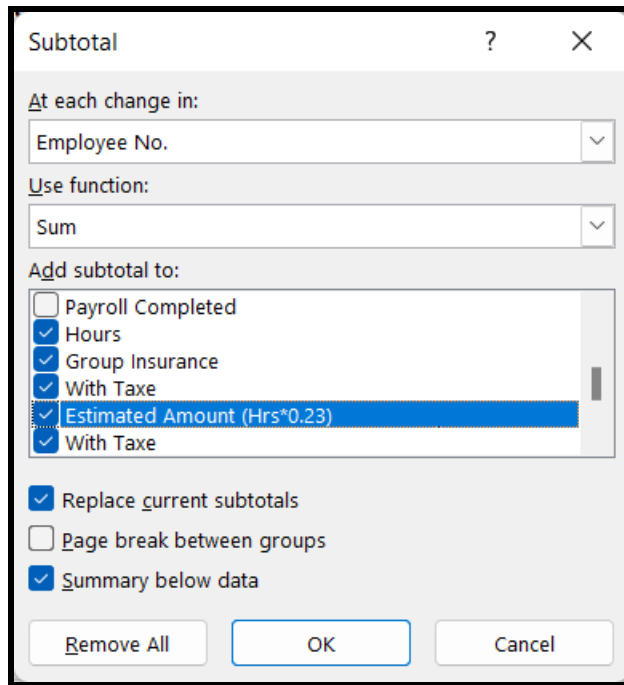 Subtotal ?
At each change in:
Employee No.
Use function:
Sum
Add subtotal to:
Payroll Completed
Hours
Group Insurance
With Taxe
Estimated Amount (Hrs*0.23)
With Taxe
Replace current subtotals
Page break between groups
Summary below data
Remove All OK Cancel